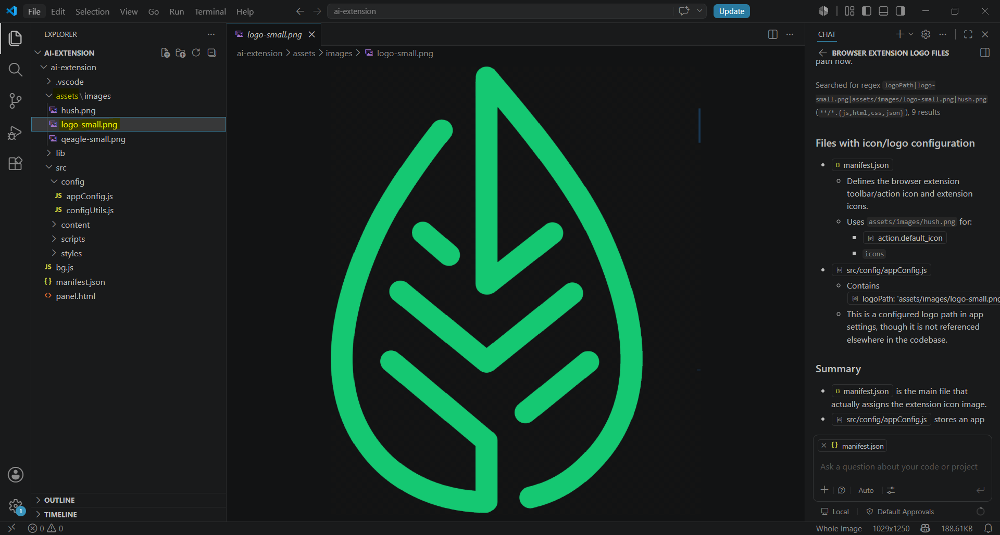 File Edit Selection View Go Run Terminal Help
ai-extension
Update
EXPLORER
AI-EXTENSION
ai-extension
.vscode
assets\images
hush.png
logo-small.png
qeagle-small.png
lib
src
config
JS appConfig.js
JS configUtils.js
content
scripts
styles
JS bg.js
{} manifest.json
<> panel.html
OUTLINE
TIMELINE
1
logo-small.png
ai-extension > assets > images > logo-small.png
CHAT
BROWSER EXTENSION LOGO FILES
path now.
Searched for regex logoPath|logo-
small.png|assets/images/logo-small.png|hush.png
(**/*.{js,html,css,json}), 9 results
Files with icon/logo configuration
• {} manifest.json
○ Defines the browser extension
toolbar/action icon and extension
icons.
○ Uses assets/images/hush.png for:
▪ action.default_icon
▪ icons
• src/config/appConfig.js
○ Contains
logoPath: 'assets/images/logo-small.png
○ This is a configured logo path in app
settings, though it is not referenced
elsewhere in the codebase.
Summary
• {} manifest.json is the main file that
actually assigns the extension icon image.
• src/config/appConfig.js stores an app
{} manifest.json
Ask a question about your code or project
Auto
Local
Default Approvals
0 0
Whole Image 1029x1250 188.61KB